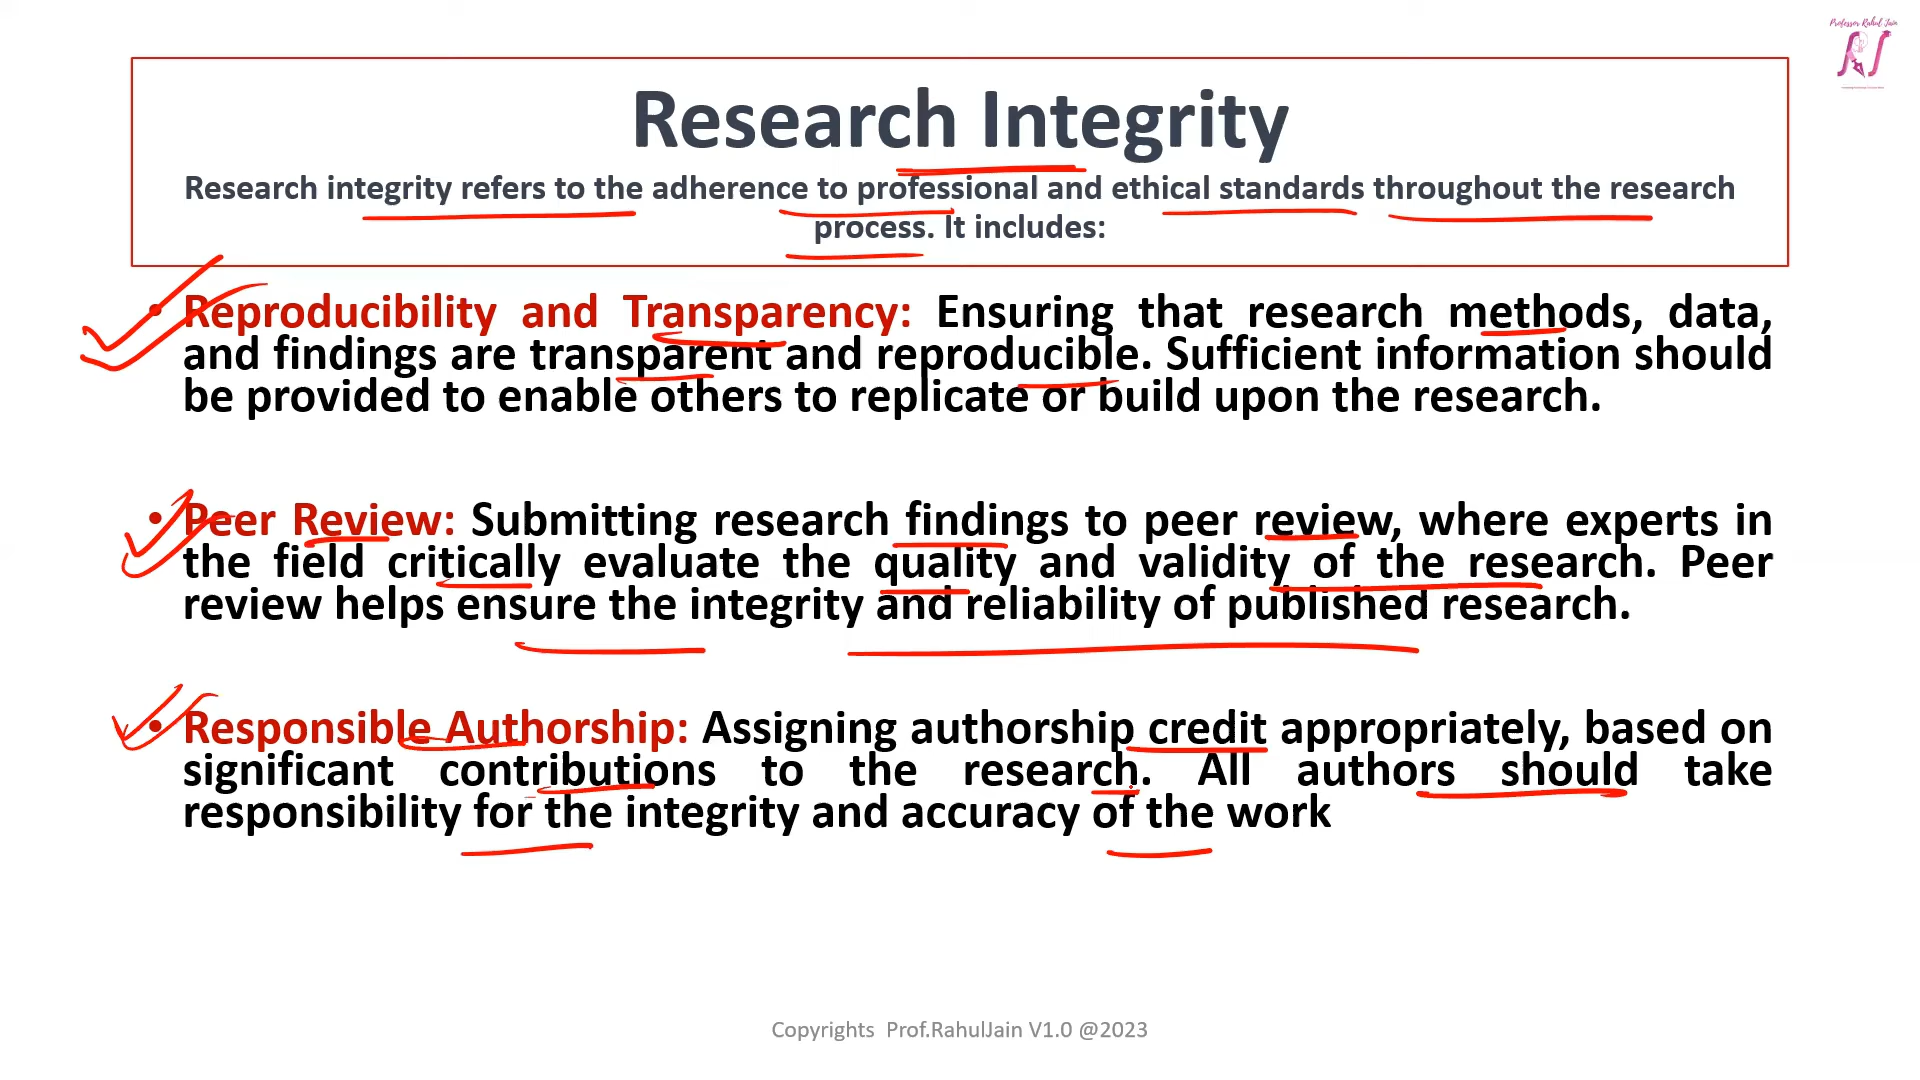 Professor Rahul Jain
Research Integrity
Research integrity refers to the adherence to professional and ethical standards throughout the research
process. It includes:
• Reproducibility and Transparency: Ensuring that research methods, data,
and findings are transparent and reproducible. Sufficient information should
be provided to enable others to replicate or build upon the research.
• Peer Review: Submitting research findings to peer review, where experts in
the field critically evaluate the quality and validity of the research. Peer
review helps ensure the integrity and reliability of published research.
• Responsible Authorship: Assigning authorship credit appropriately, based on
significant contributions to the research. All authors should take
responsibility for the integrity and accuracy of the work
Copyrights Prof.RahulJain V1.0 @2023